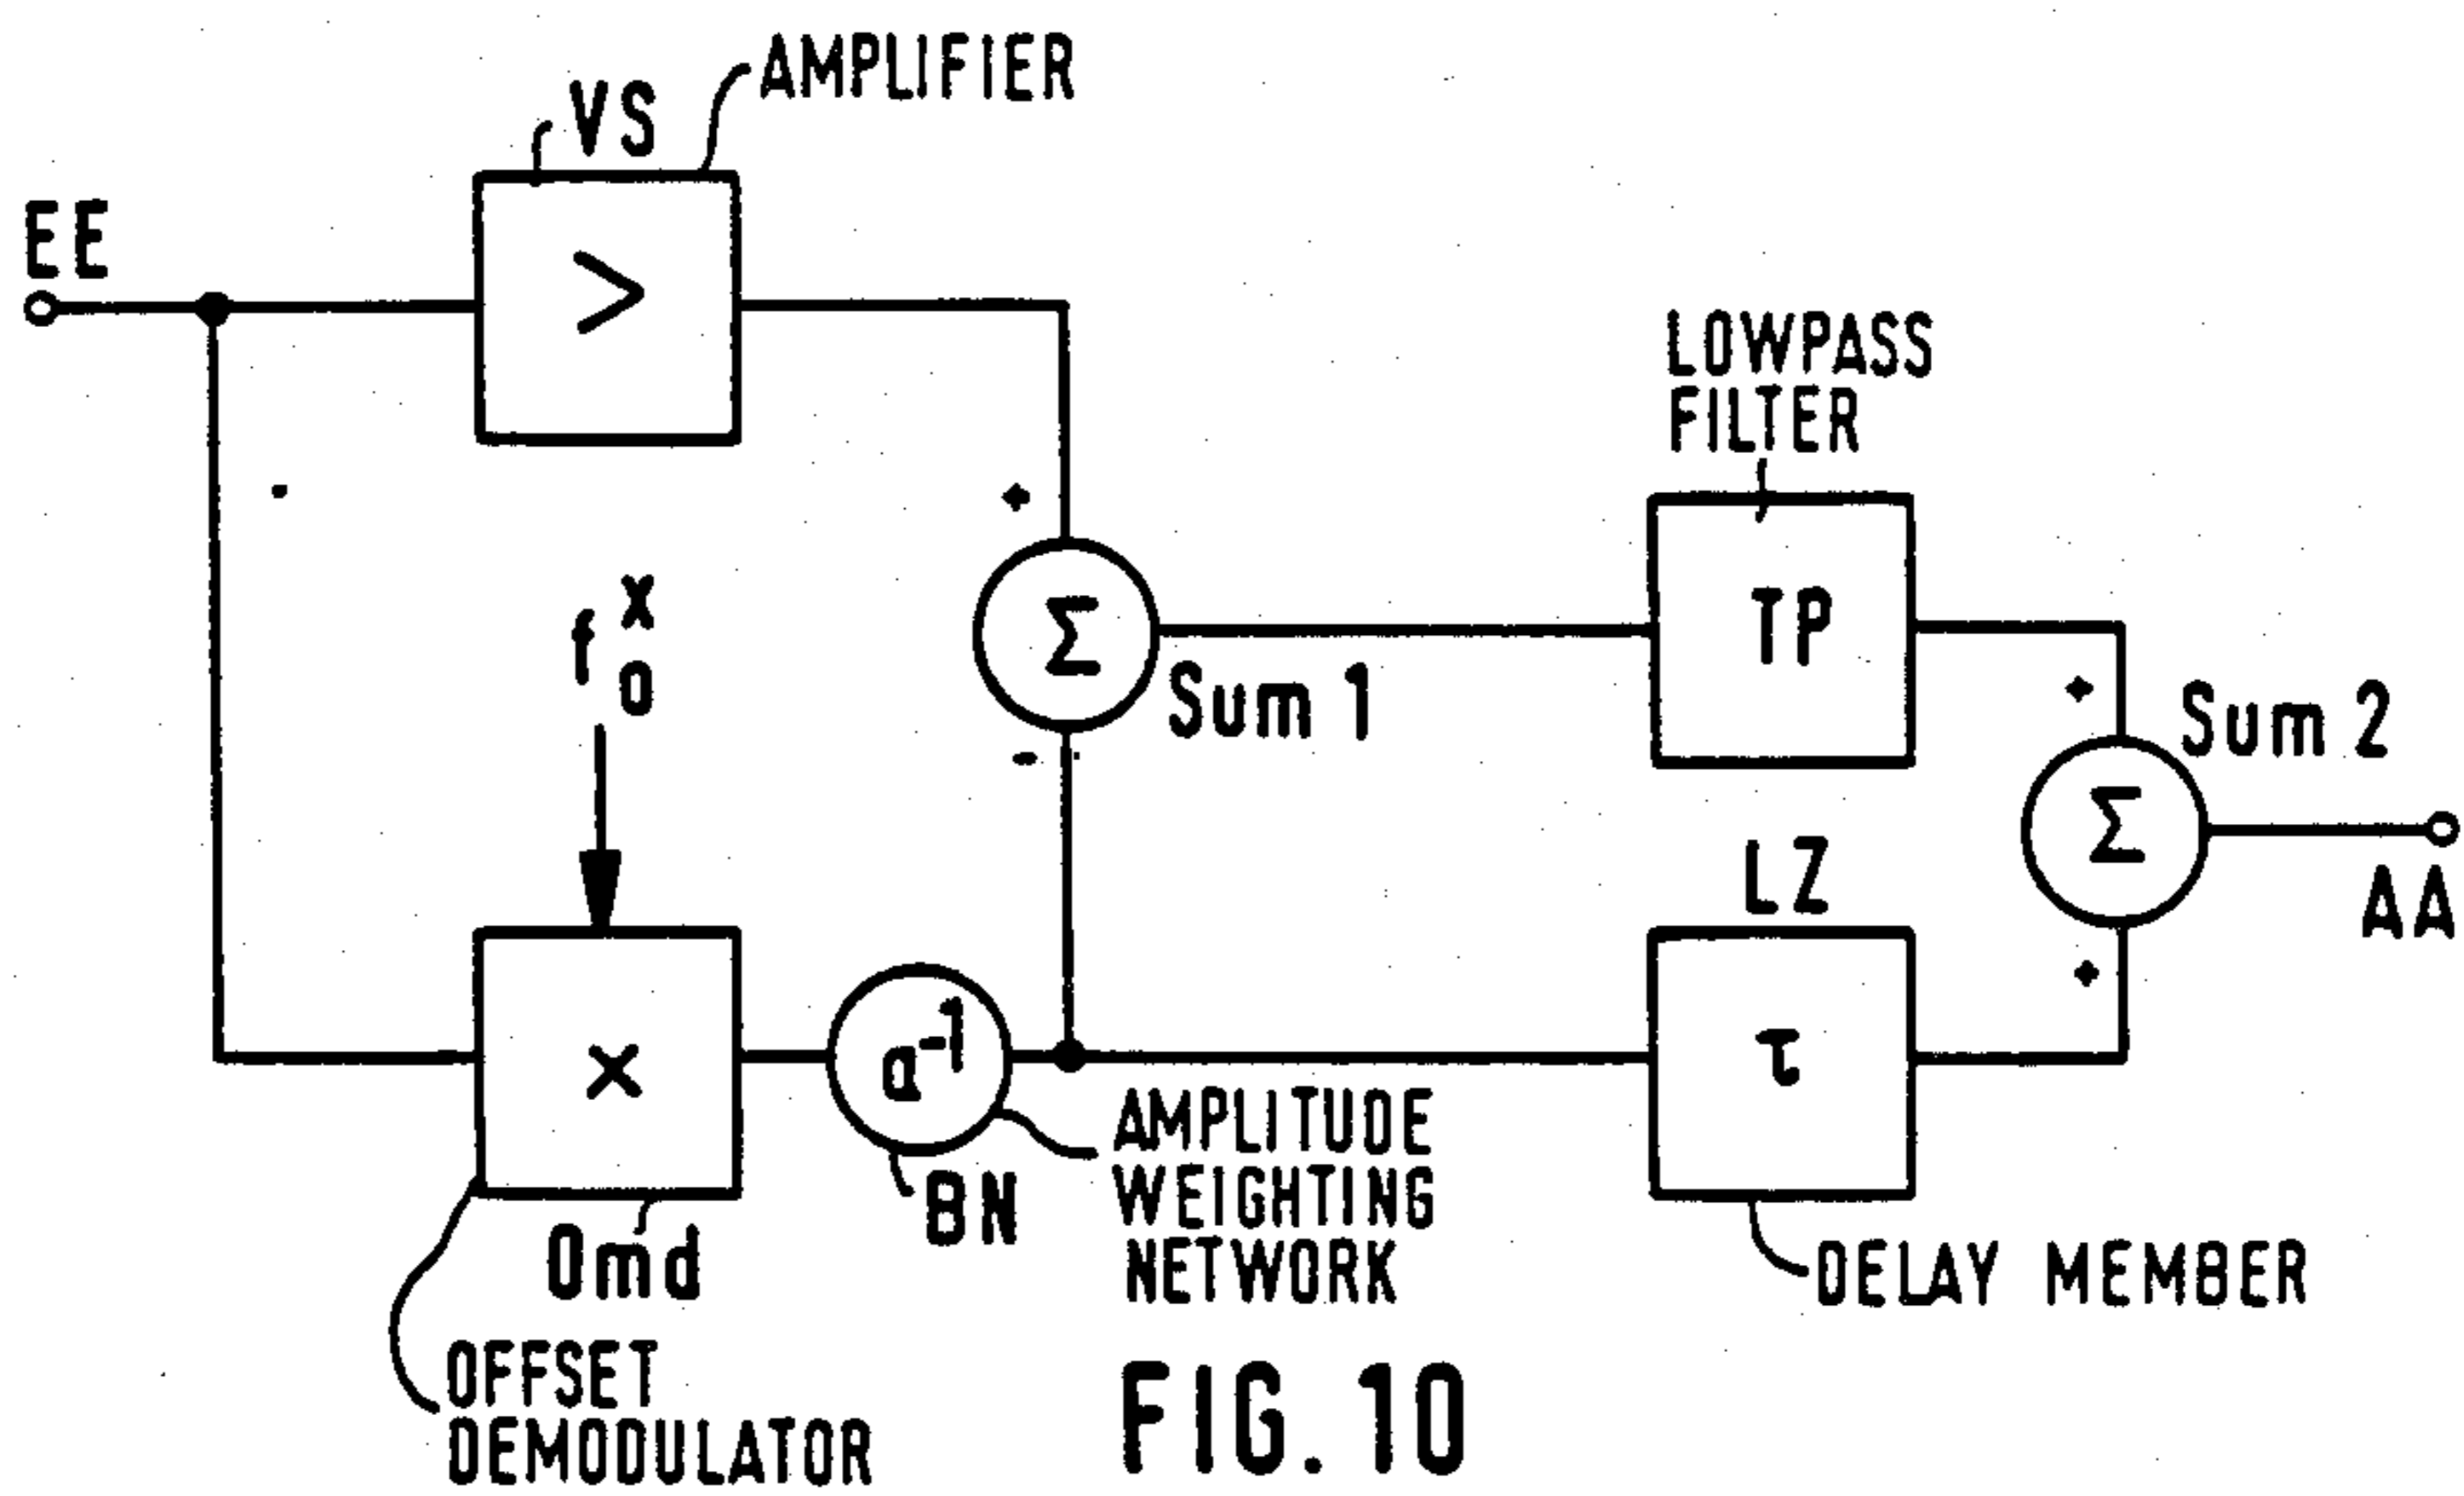 AMPLIFIER
VS
EE
>
LOWPASS
FILTER
+
f x o
Σ
TP
Sum 1
+
Sum 2
-
Σ
LZ
AA
+
×
a-1
τ
AMPLITUDE
WEIGHTING
NETWORK
BN
Omd
DELAY MEMBER
OFFSET
DEMODULATOR
FIG. 10